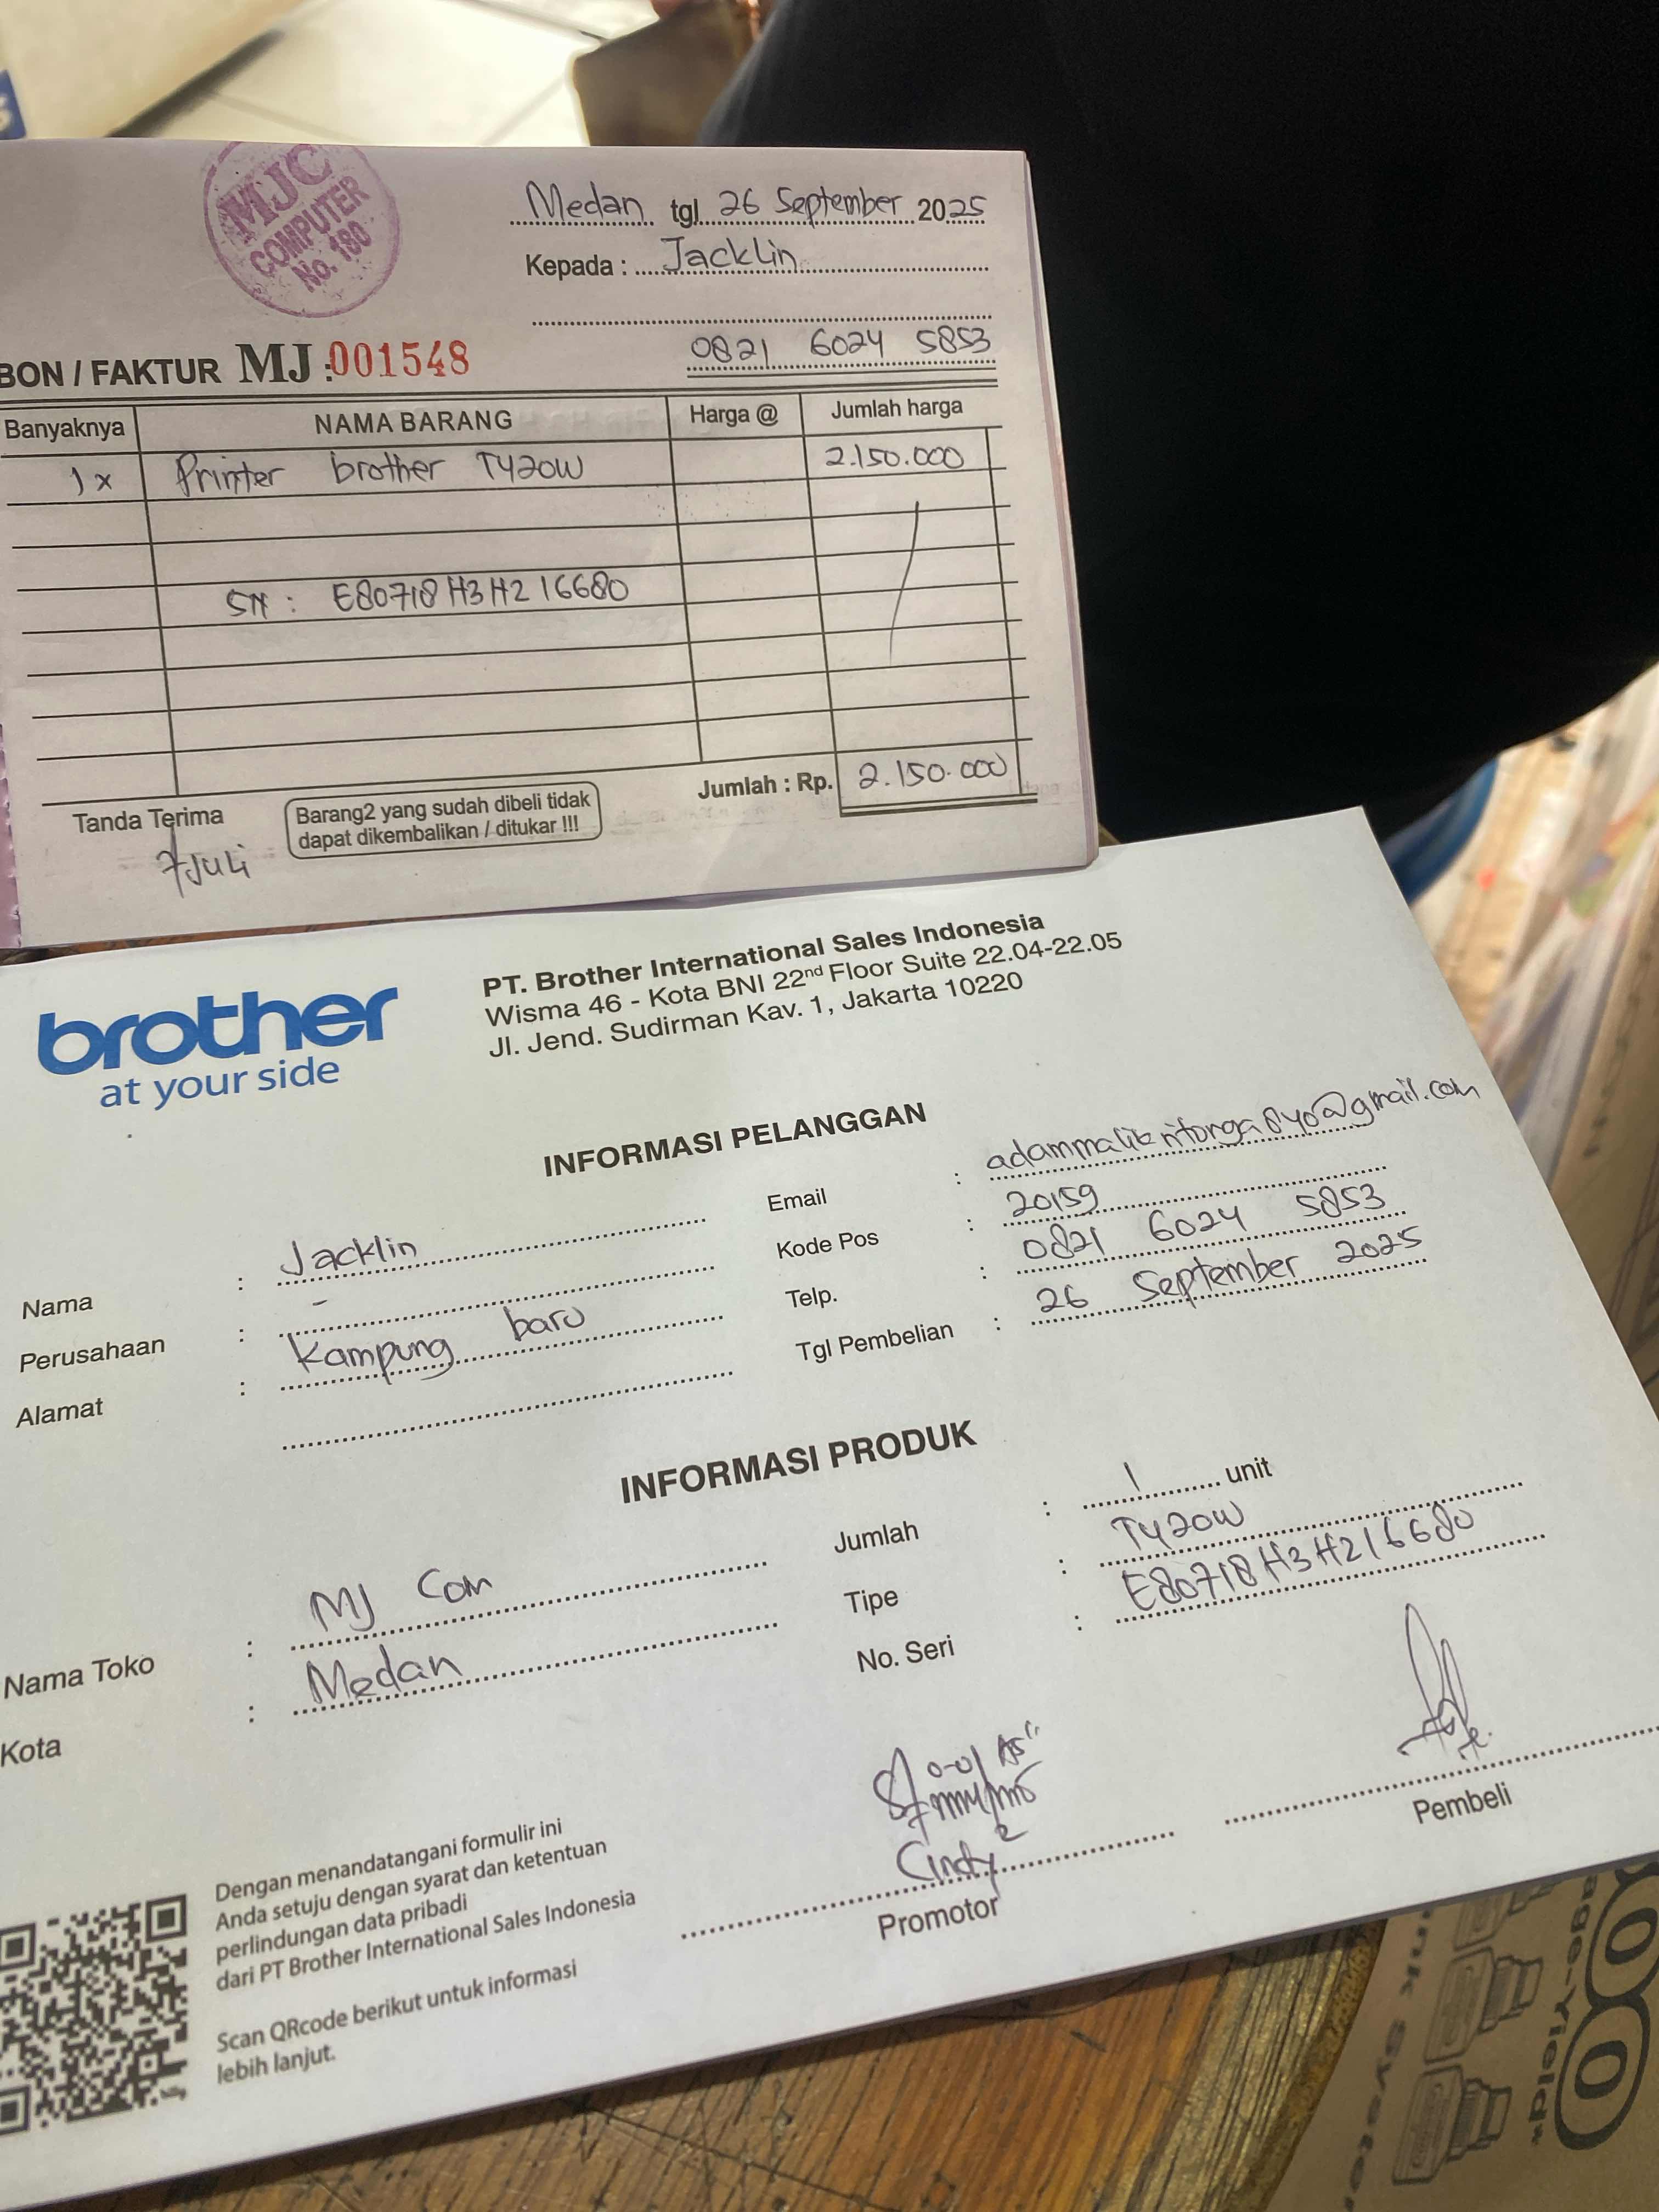 MJC
COMPUTER
No. 180
Medan tgl 26 September 2025
Kepada : Jacklin
0821 6024 5853
BON / FAKTUR MJ : 001548
Banyaknya NAMA BARANG Harga @ Jumlah harga
1 x Printer brother T420W 2.150.000
SN : E80718H3H216680
Jumlah : Rp. 2.150.000
Tanda Terima
Barang2 yang sudah dibeli tidak
dapat dikembalikan / ditukar !!!
brother
at your side
PT. Brother International Sales Indonesia
Wisma 46 - Kota BNI 22nd Floor Suite 22.04-22.05
Jl. Jend. Sudirman Kav. 1, Jakarta 10220
INFORMASI PELANGGAN
Nama : Jacklin
Perusahaan : -
Alamat : Kampung baru
Email : @gmail.com
Kode Pos : 20159
Telp. : 0821 6024 5853
Tgl Pembelian : 26 September 2025
INFORMASI PRODUK
Nama Toko : MJ Com
Kota : Medan
Jumlah : 1 unit
Tipe : T420W
No. Seri : E80718H3H216680
Cindy
Promotor
Pembeli
Dengan menandatangani formulir ini
Anda setuju dengan syarat dan ketentuan
perlindungan data pribadi
dari PT Brother International Sales Indonesia
Scan QRcode berikut untuk informasi
lebih lanjut.